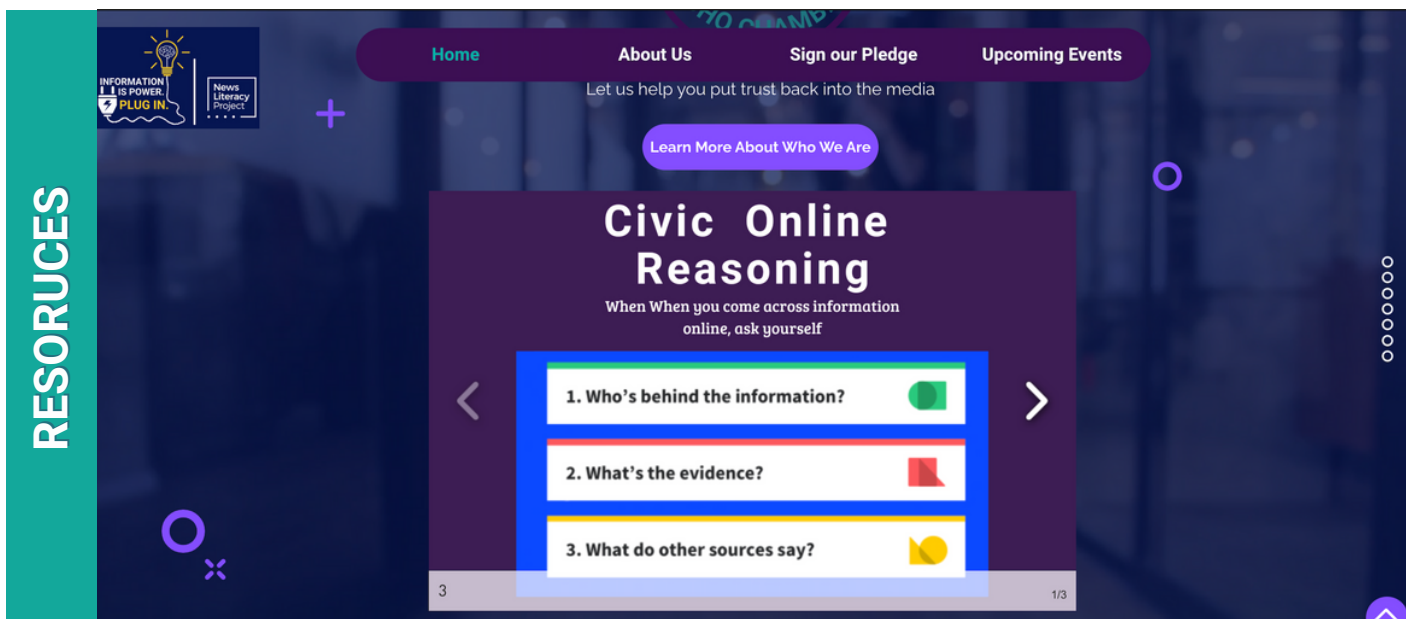 RESORUCES
INFORMATION
IS POWER.
PLUG IN.
News
Literacy
Project
HO CHAMB
Home About Us Sign our Pledge Upcoming Events
Let us help you put trust back into the media
Learn More About Who We Are
Civic Online
Reasoning
When When you come across information
online, ask yourself
1. Who's behind the information?
2. What's the evidence?
3. What do other sources say?
3 1/3